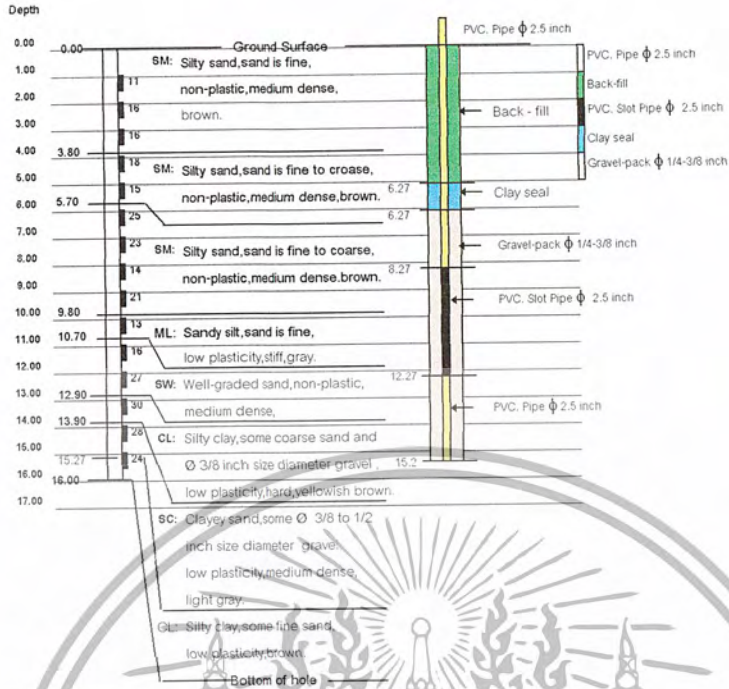 Depth
PVC. Pipe ϕ 2.5 inch
0.00
0.00
Ground Surface
PVC. Pipe ϕ 2.5 inch
SM: Silty sand,sand is fine,
1.00
11
non-plastic,medium dense,
Back-fill
2.00
16
brown.
Back - fill
PVC. Slot Pipe ϕ 2.5 inch
3.00
16
Clay seal
4.00
3.80
18
SM: Silty sand,sand is fine to croase,
Gravel-pack ϕ 1/4-3/8 inch
5.00
15
non-plastic,medium dense,brown.
6.27
Clay seal
6.00
5.70
25
6.27
7.00
23
SM: Silty sand,sand is fine to coarse,
Gravel-pack ϕ 1/4-3/8 inch
8.00
14
non-plastic,medium dense.brown.
8.27
9.00
21
PVC. Slot Pipe ϕ 2.5 inch
10.00
9.80
13
ML: Sandy silt,sand is fine,
11.00
10.70
16
low plasticity,stiff,gray.
12.00
27
SW: Well-graded sand,non-plastic,
12.27
13.00
12.90
30
medium dense,
PVC. Pipe ϕ 2.5 inch
14.00
13.90
28
CL: Silty clay,some coarse sand and
15.00
15.27
24
Ø 3/8 inch size diameter gravel ,
15.2
16.00
16.00
low plasticity,hard,yellowish brown.
17.00
SC: Clayey sand,some Ø 3/8 to 1/2
inch size diameter grave.
low plasticity,medium dense,
light gray.
CL: Silty clay,some fine sand,
low plasticity,brown.
Bottom of hole